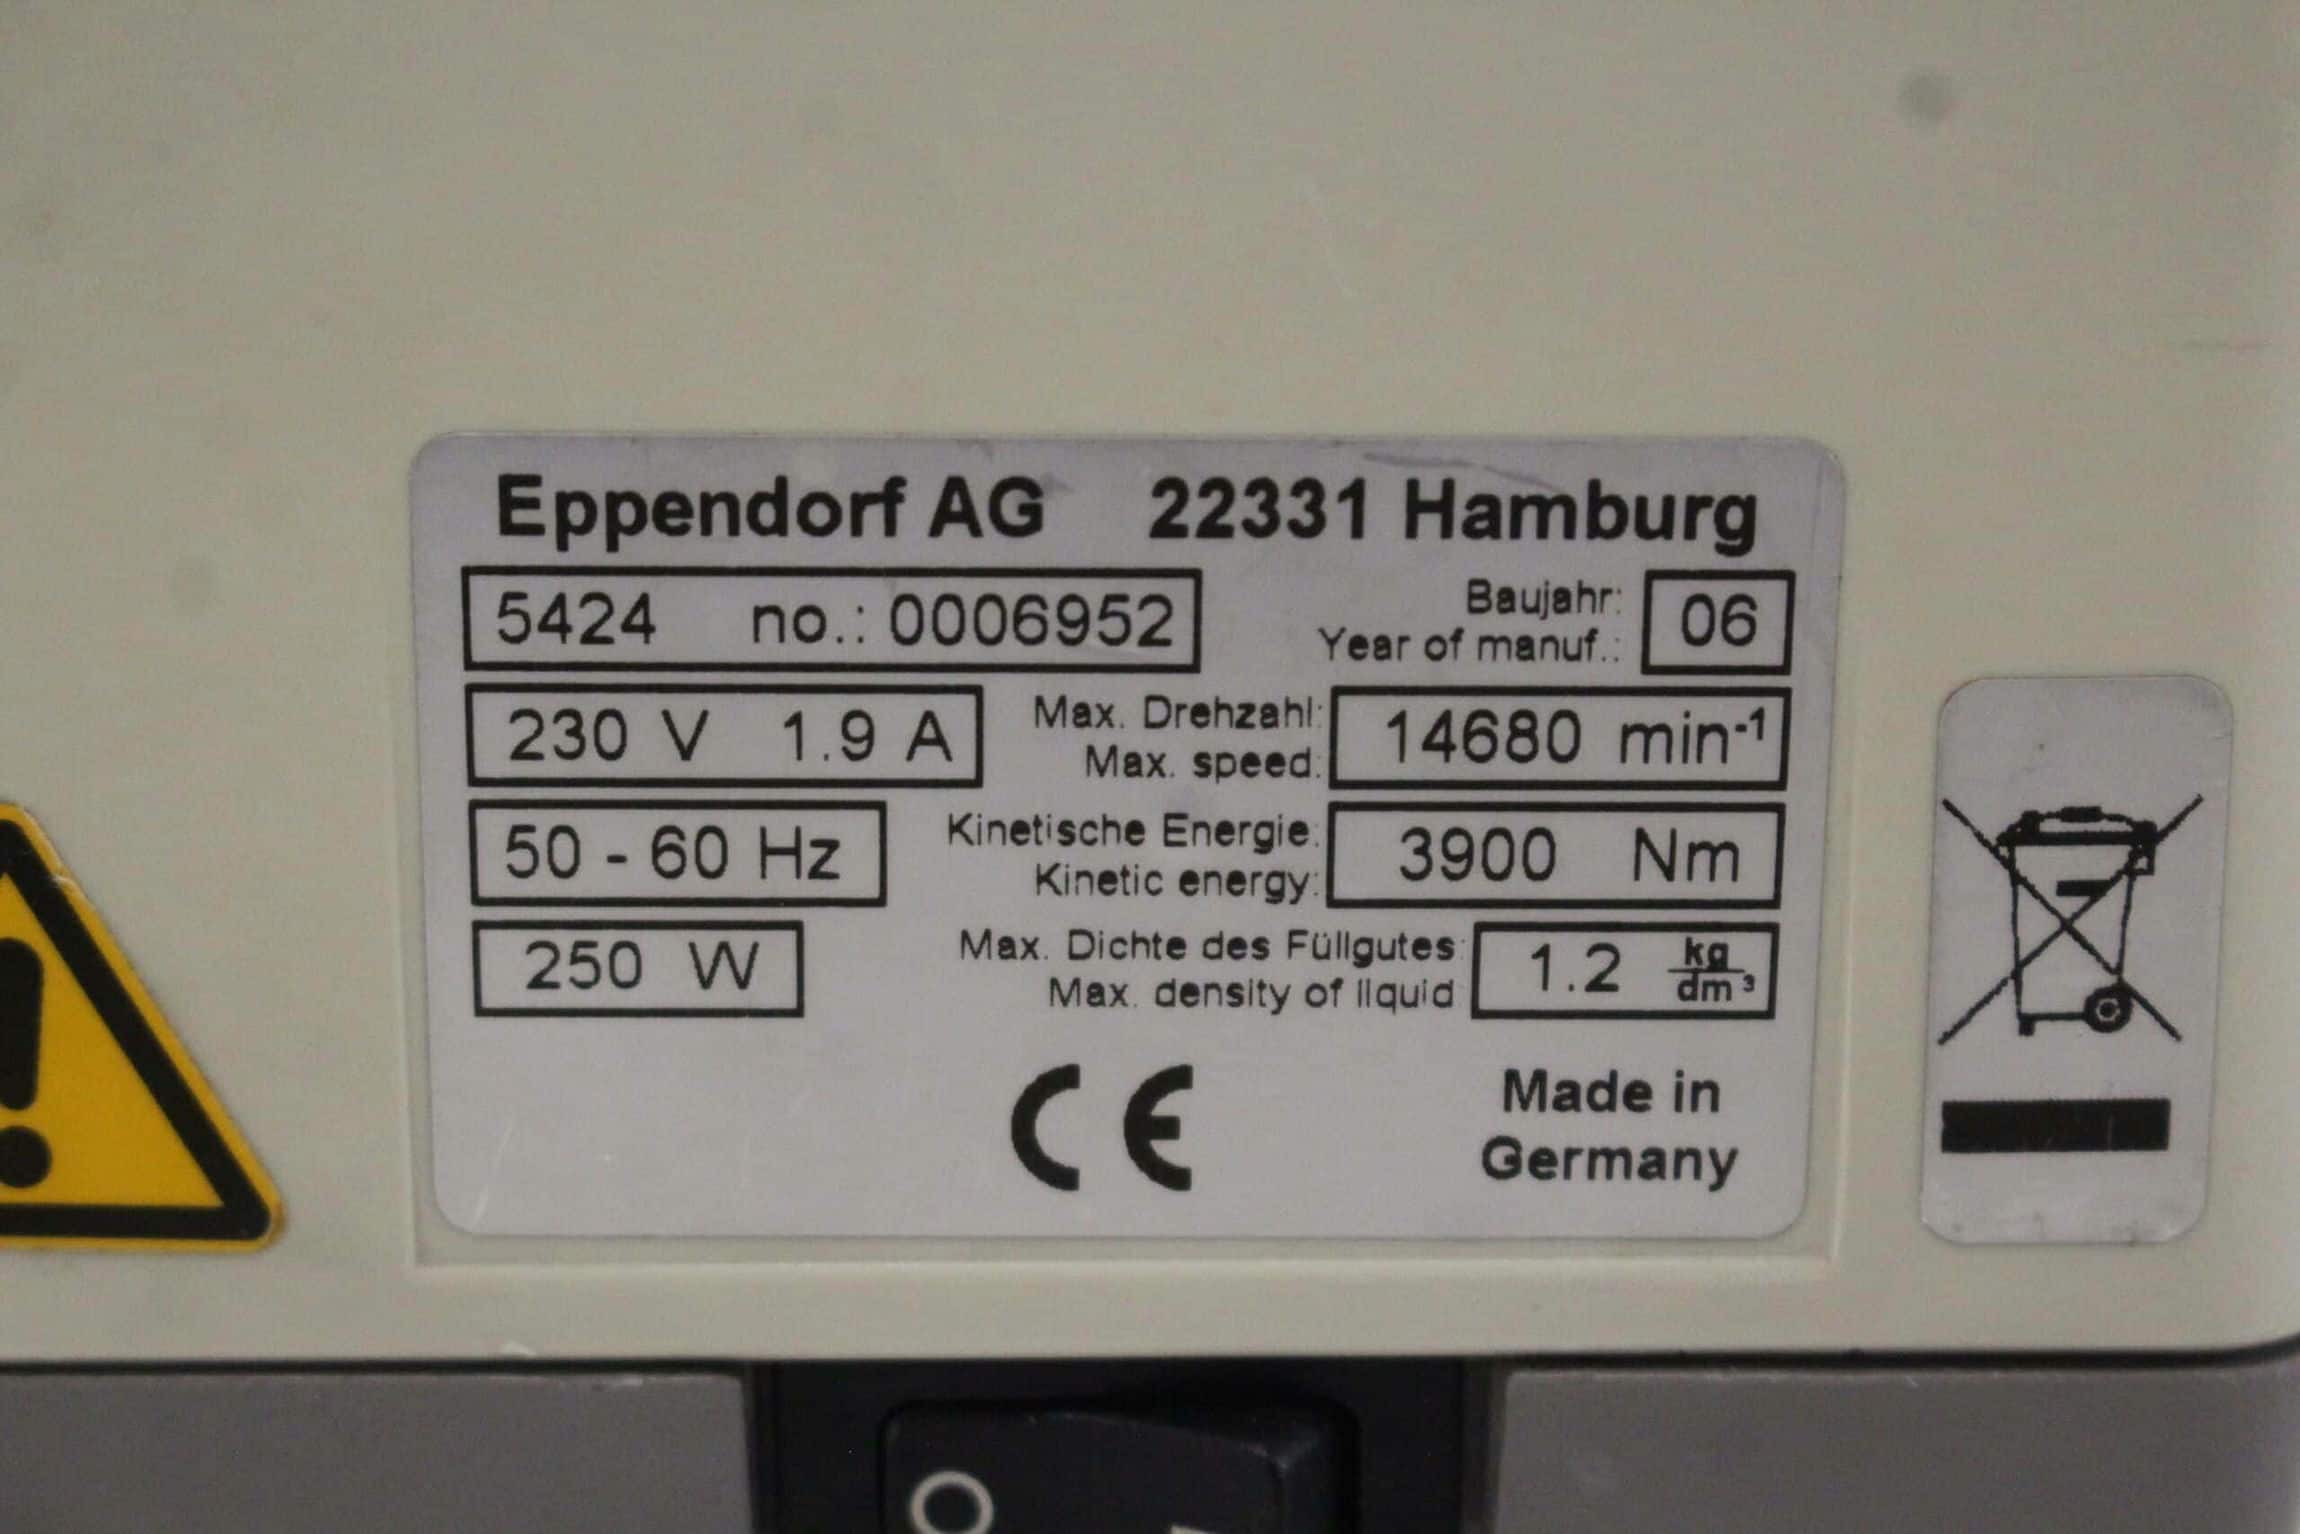 Eppendorf AG 22331 Hamburg
5424 no.: 0006952
Baujahr:
Year of manuf.:
06
230 V 1.9 A
Max. Drehzahl:
Max. speed:
14680 min⁻¹
50 - 60 Hz
Kinetische Energie:
Kinetic energy:
3900 Nm
250 W
Max. Dichte des Füllgutes:
Max. density of liquid
1.2 kg/dm³
CE
Made in
Germany